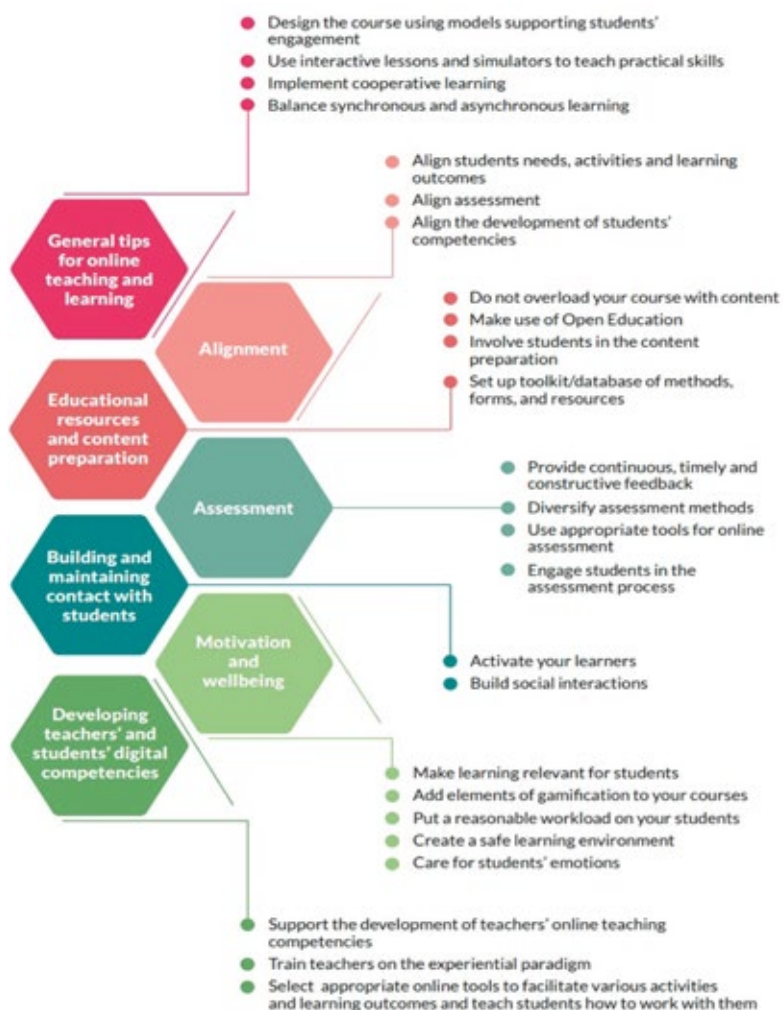 Design the course using models supporting students'
engagement
Use interactive lessons and simulators to teach practical skills
Implement cooperative learning
Balance synchronous and asynchronous learning
General tips
for online
teaching and
learning
Align students needs, activities and learning
outcomes
Align assessment
Align the development of students'
competencies
Alignment
Do not overload your course with content
Make use of Open Education
Involve students in the content
preparation
Set up toolkit/database of methods,
forms, and resources
Educational
resources
and content
preparation
Assessment
Provide continuous, timely and
constructive feedback
Diversify assessment methods
Use appropriate tools for online
assessment
Engage students in the
assessment process
Building and
maintaining
contact with
students
Activate your learners
Build social interactions
Motivation
and
wellbeing
Make learning relevant for students
Add elements of gamification to your courses
Put a reasonable workload on your students
Create a safe learning environment
Care for students' emotions
Developing
teachers' and
students' digital
competencies
Support the development of teachers' online teaching
competencies
Train teachers on the experiential paradigm
Select appropriate online tools to facilitate various activities
and learning outcomes and teach students how to work with them